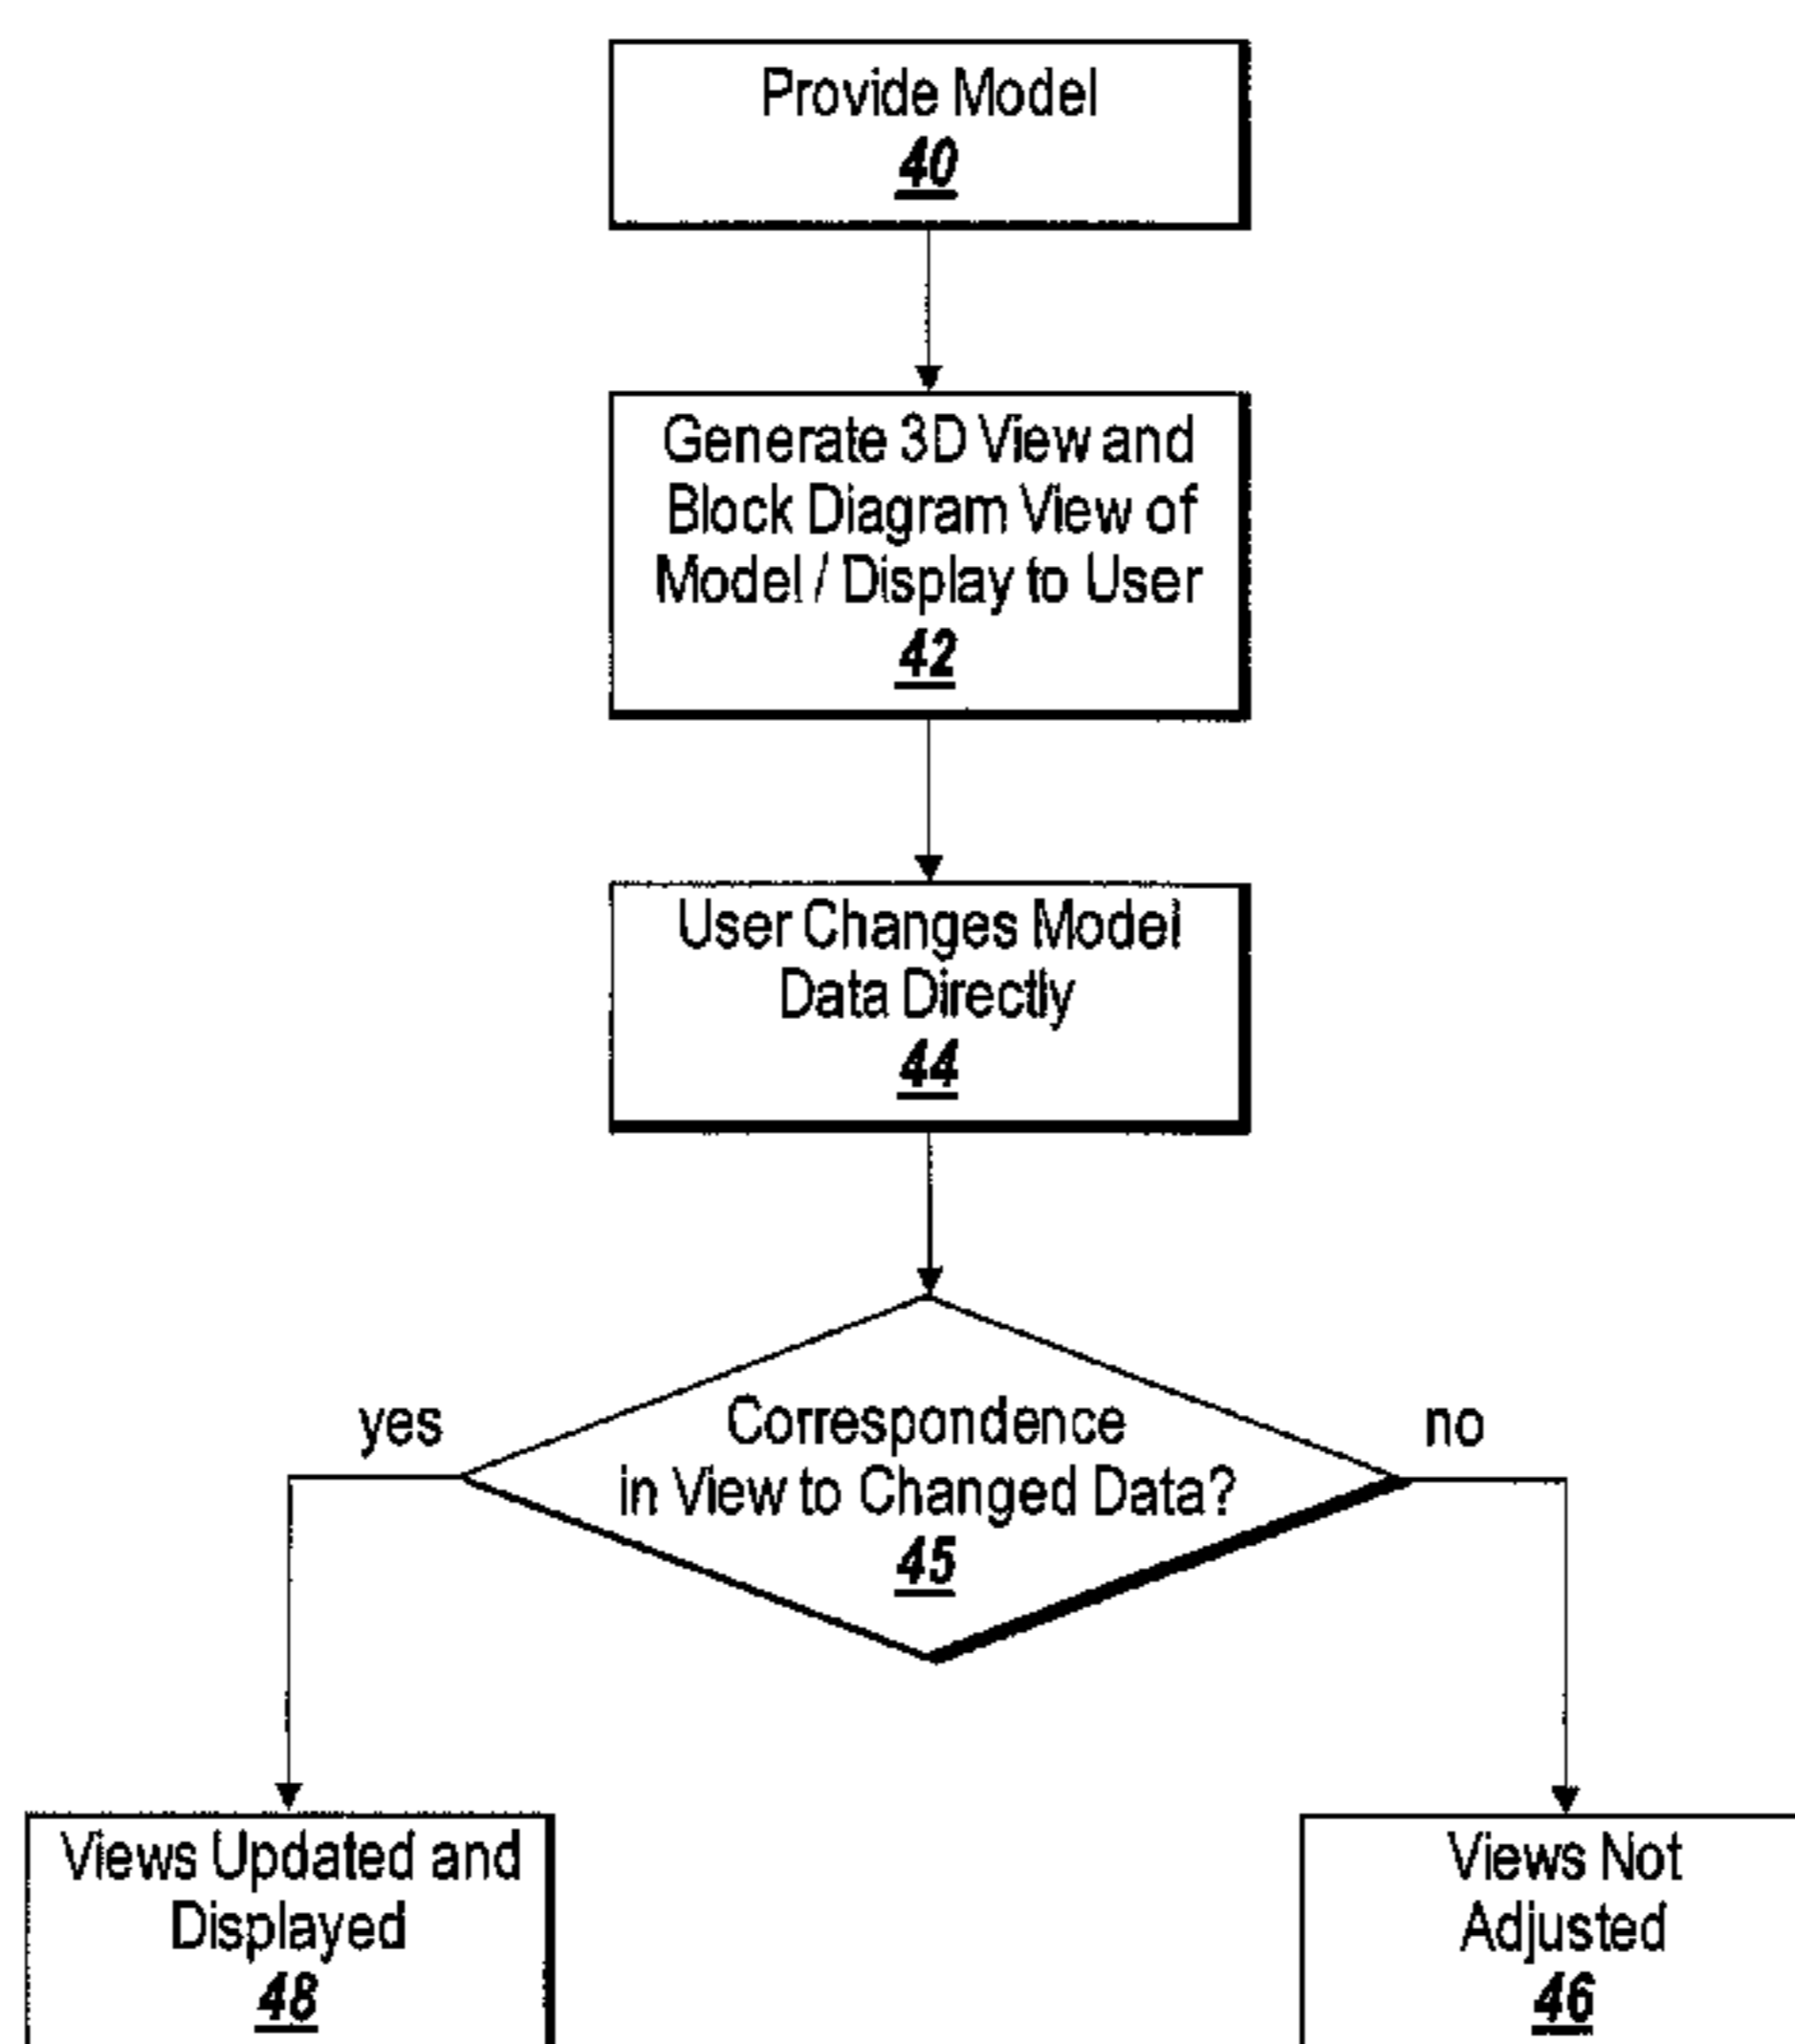 Provide Model
40
Generate 3D View and
Block Diagram View of
Model / Display to User
42
User Changes Model
Data Directly
44
Correspondence
in View to Changed Data?
45
yes
no
Views Updated and
Displayed
48
Views Not
Adjusted
46